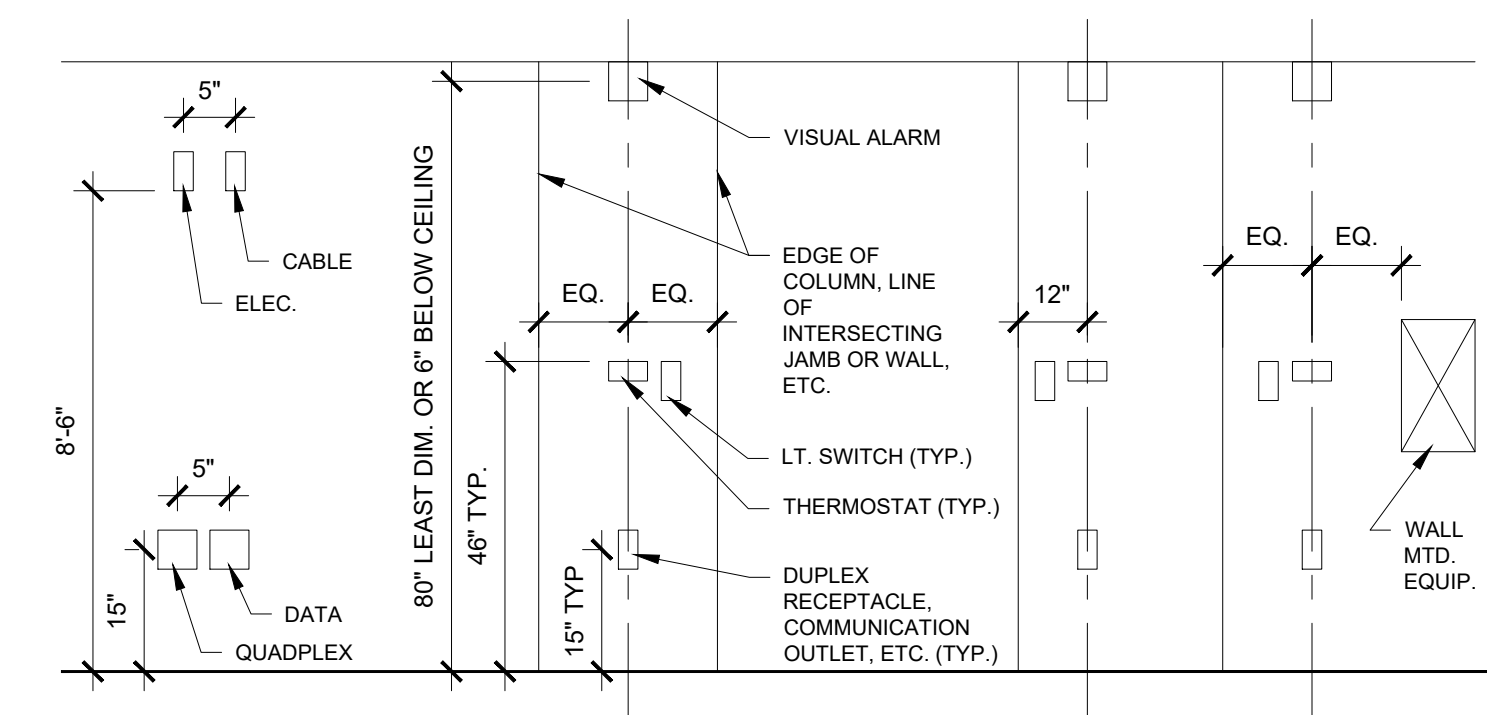 5"
CABLE
ELEC.
8'-6"
5"
15"
DATA
QUADPLEX
80" LEAST DIM. OR 6" BELOW CEILING
46" TYP.
15" TYP
EQ.
EQ.
VISUAL ALARM
EDGE OF
COLUMN, LINE
OF
INTERSECTING
JAMB OR WALL,
ETC.
LT. SWITCH (TYP.)
THERMOSTAT (TYP.)
DUPLEX
RECEPTACLE,
COMMUNICATION
OUTLET, ETC. (TYP.)
12"
EQ.
EQ.
WALL
MTD.
EQUIP.